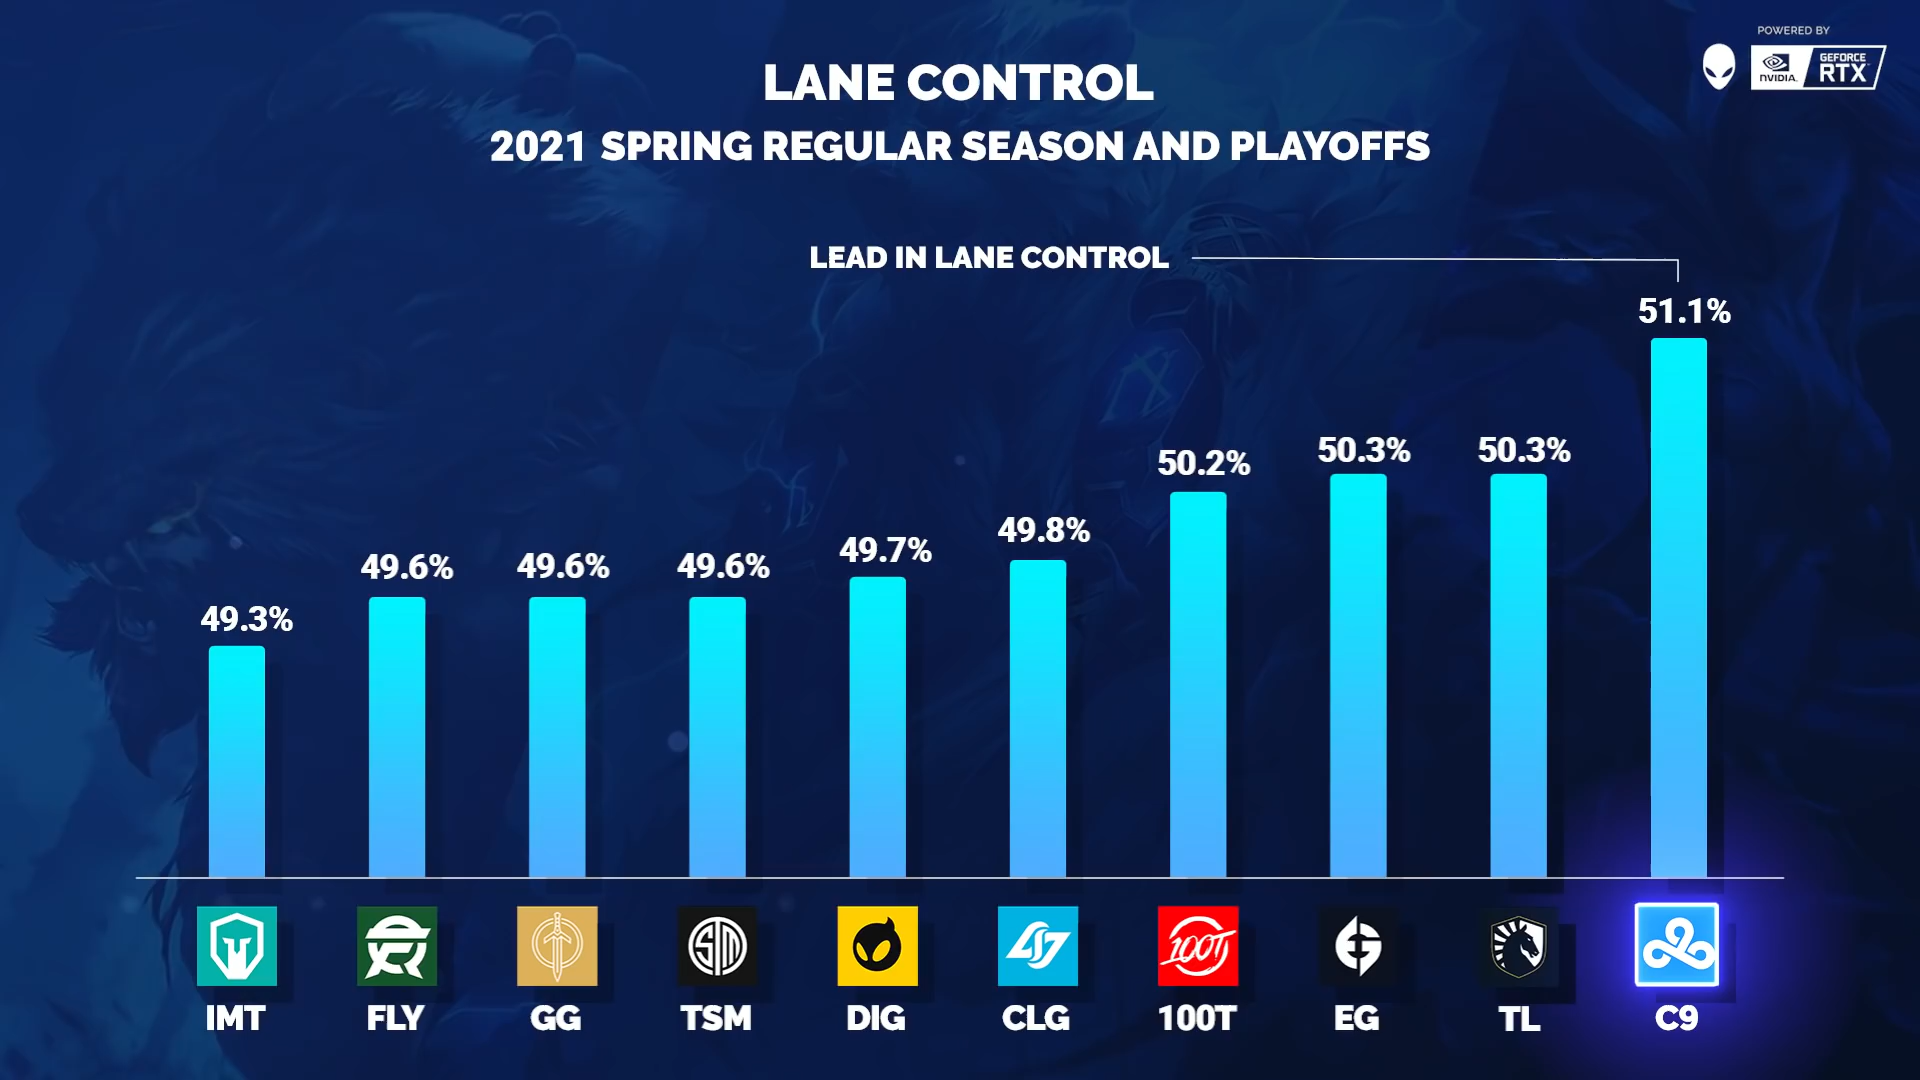 POWERED BY
NVIDIA.
GEFORCE
RTX
LANE CONTROL
2021 SPRING REGULAR SEASON AND PLAYOFFS
LEAD IN LANE CONTROL
49.3%
49.6%
49.6%
49.6%
49.7%
49.8%
50.2%
50.3%
50.3%
51.1%
TSM
100T
IMT
FLY
GG
TSM
DIG
CLG
100T
EG
TL
C9